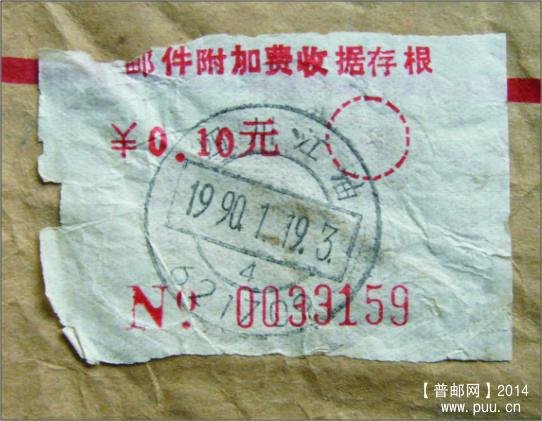 邮件附加费收据存根
¥0.10元
江油
1990.1.19.3.
4
No 0033159
【普邮网】2014
www.puu.cn